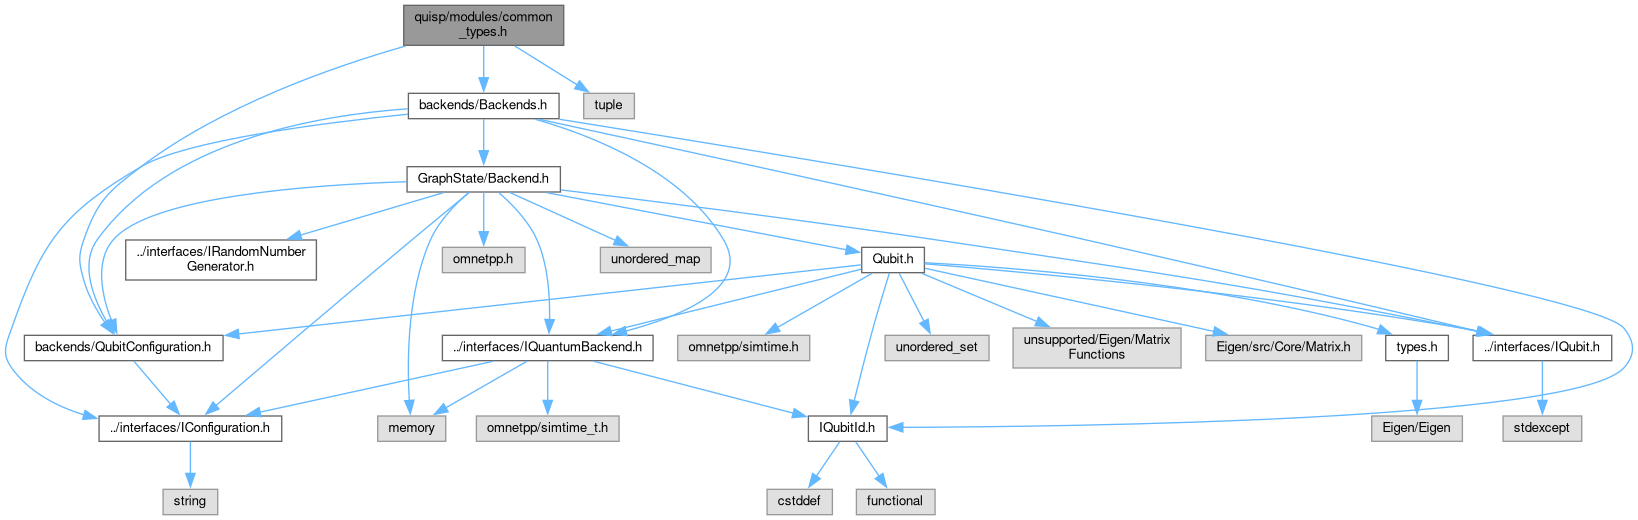 quisp/modules/common
_types.h
backends/Backends.h
tuple
GraphState/Backend.h
../interfaces/IRandomNumber
Generator.h
omnetpp.h
unordered_map
Qubit.h
backends/QubitConfiguration.h
../interfaces/IQuantumBackend.h
omnetpp/simtime.h
unordered_set
unsupported/Eigen/Matrix
Functions
Eigen/src/Core/Matrix.h
types.h
../interfaces/IQubit.h
../interfaces/IConfiguration.h
memory
omnetpp/simtime_t.h
IQubitId.h
Eigen/Eigen
stdexcept
string
cstddef
functional